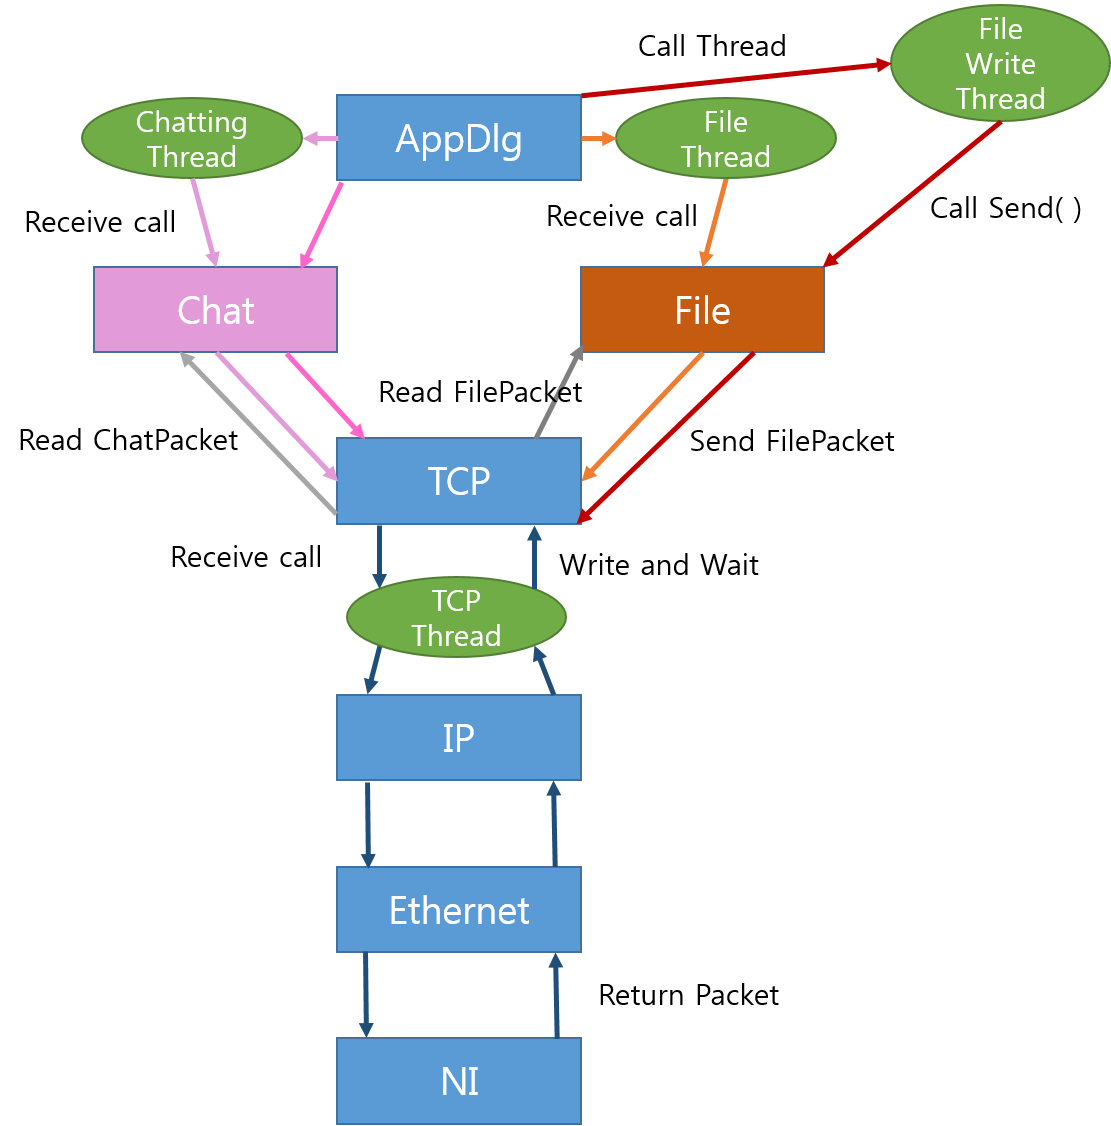 File
Write
Thread
Call Thread
Chatting
Thread
AppDlg
File
Thread
Receive call
Receive call
Call Send( )
Chat
File
Read FilePacket
Read ChatPacket
TCP
Send FilePacket
Receive call
Write and Wait
TCP
Thread
IP
Ethernet
Return Packet
NI